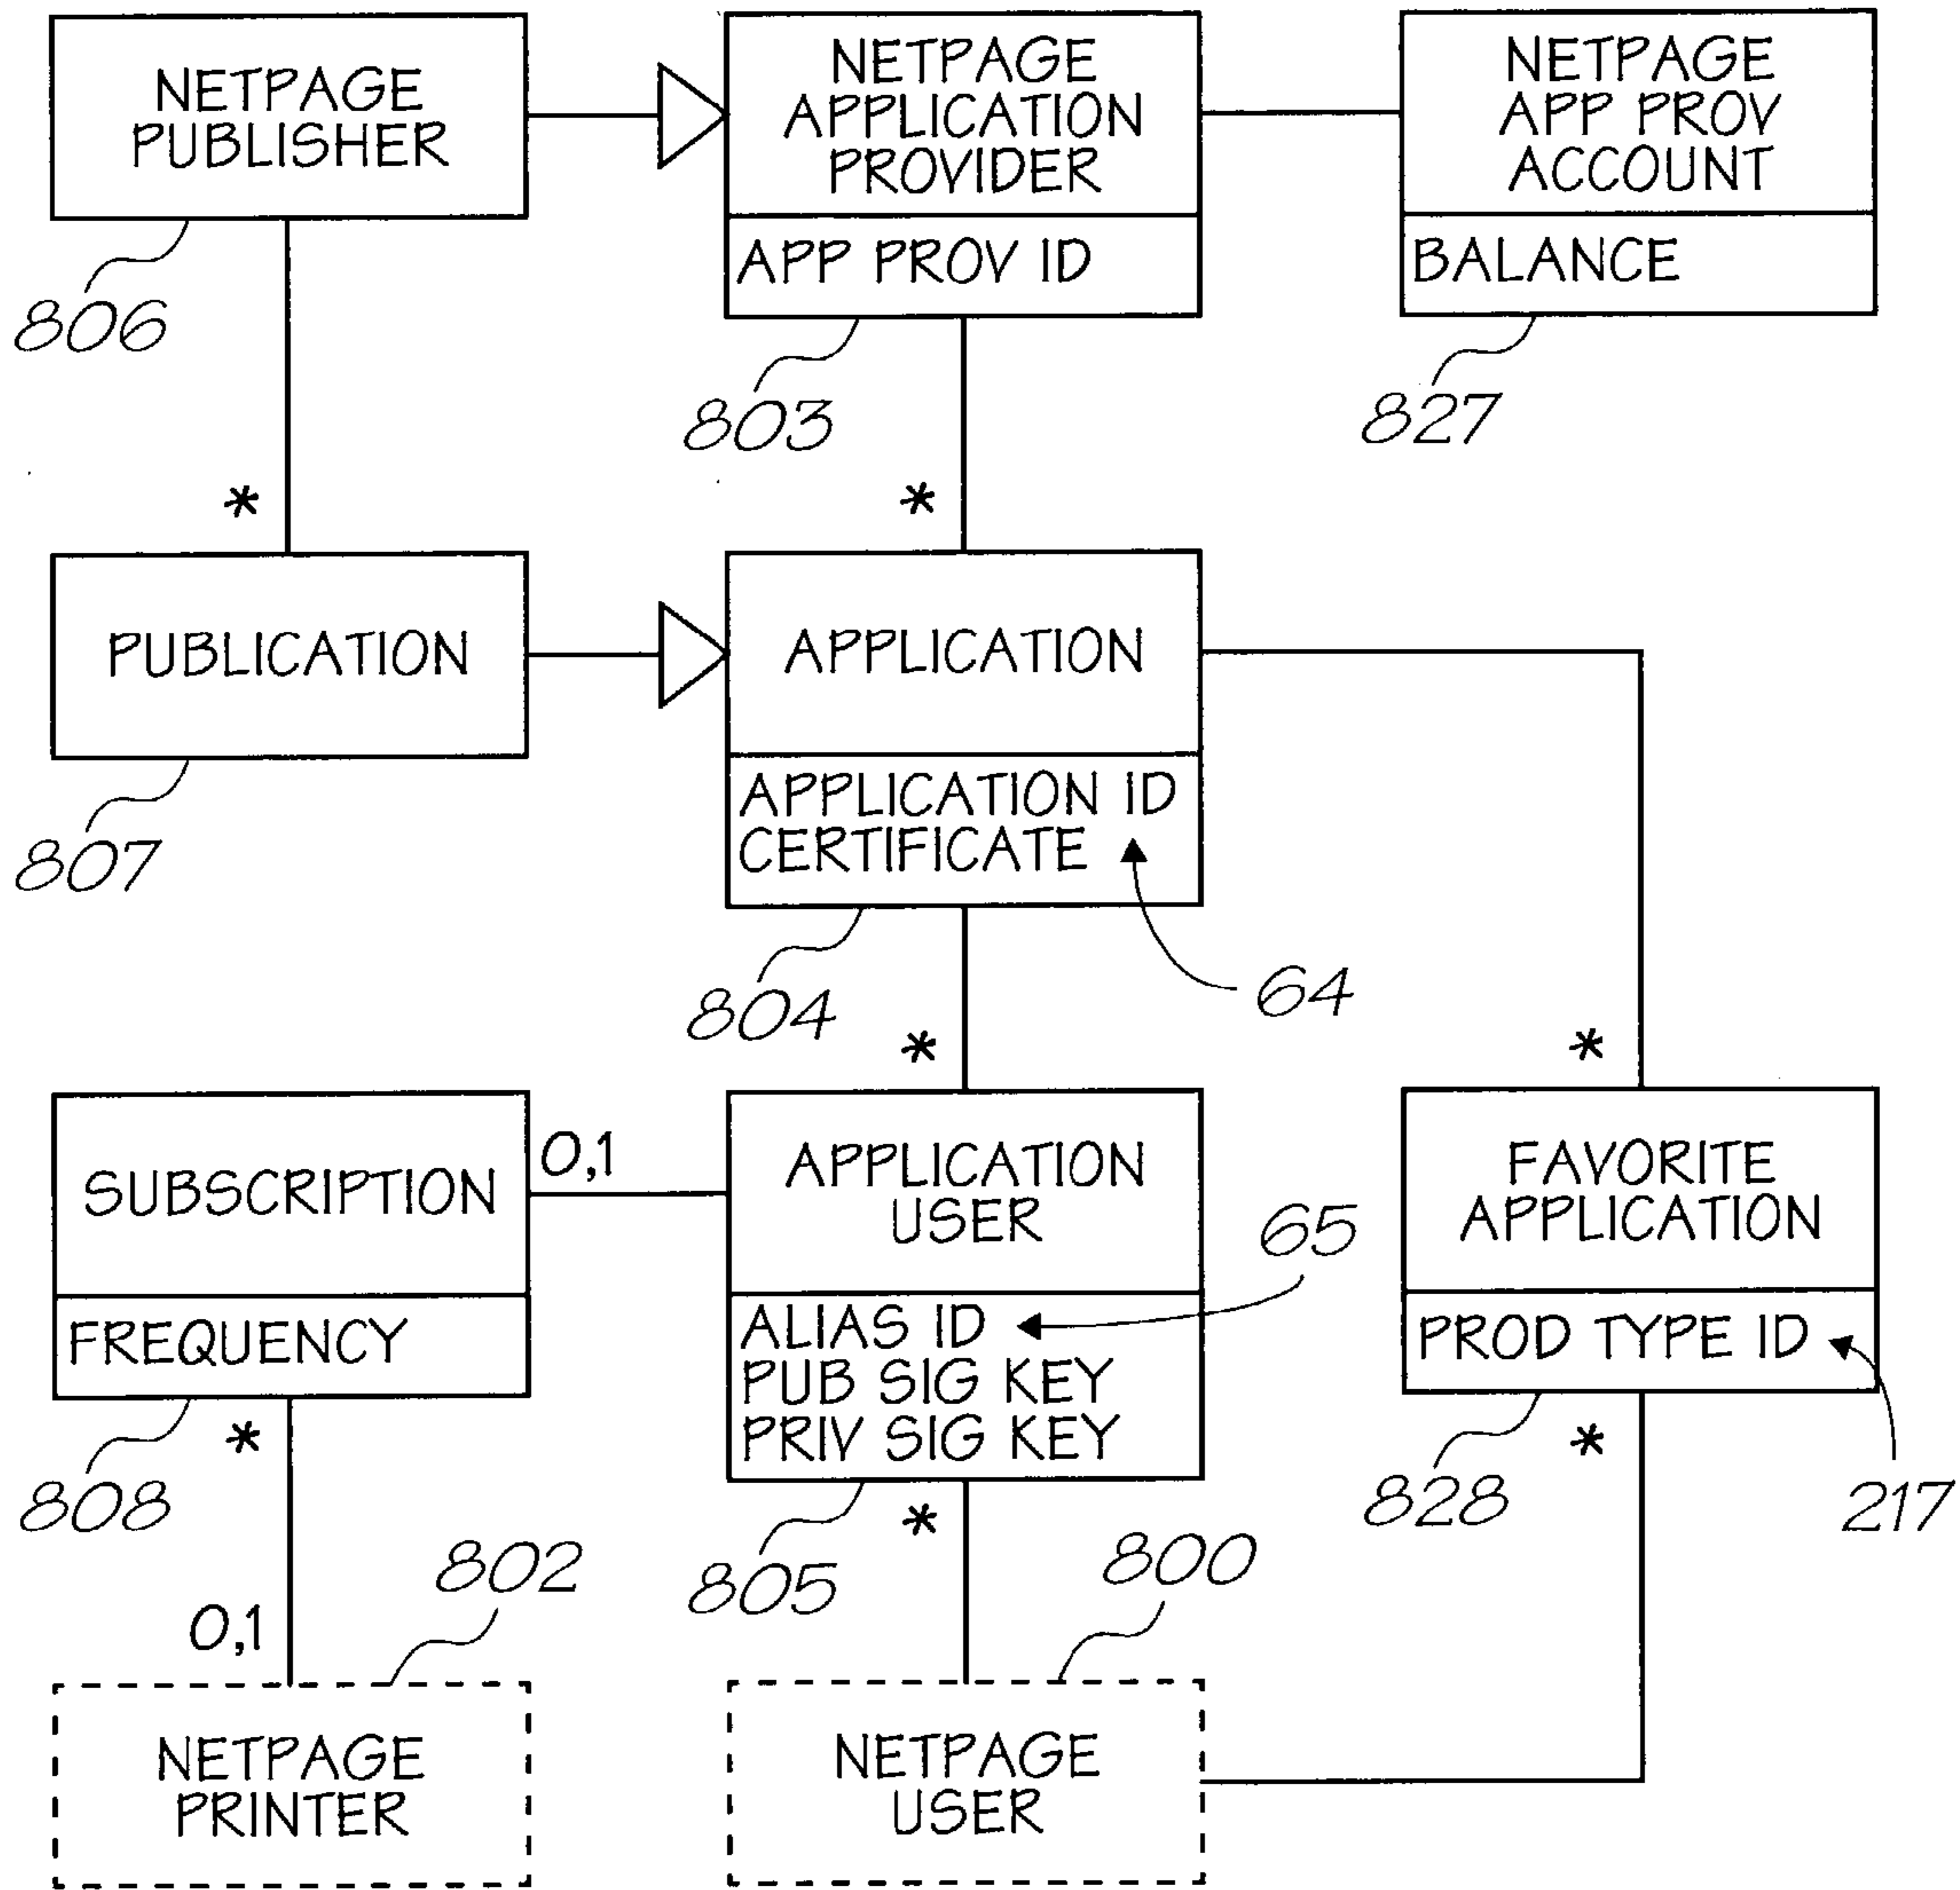 NETPAGE
PUBLISHER
806
NETPAGE
APPLICATION
PROVIDER
APP PROV ID
803
NETPAGE
APP PROV
ACCOUNT
BALANCE
827
*
*
PUBLICATION
807
APPLICATION
APPLICATION ID
CERTIFICATE
64
804
*
*
SUBSCRIPTION
FREQUENCY
808
0,1
APPLICATION
USER
ALIAS ID
PUB SIG KEY
PRIV SIG KEY
65
805
FAVORITE
APPLICATION
PROD TYPE ID
217
828
*
*
*
802
0,1
800
NETPAGE
PRINTER
NETPAGE
USER